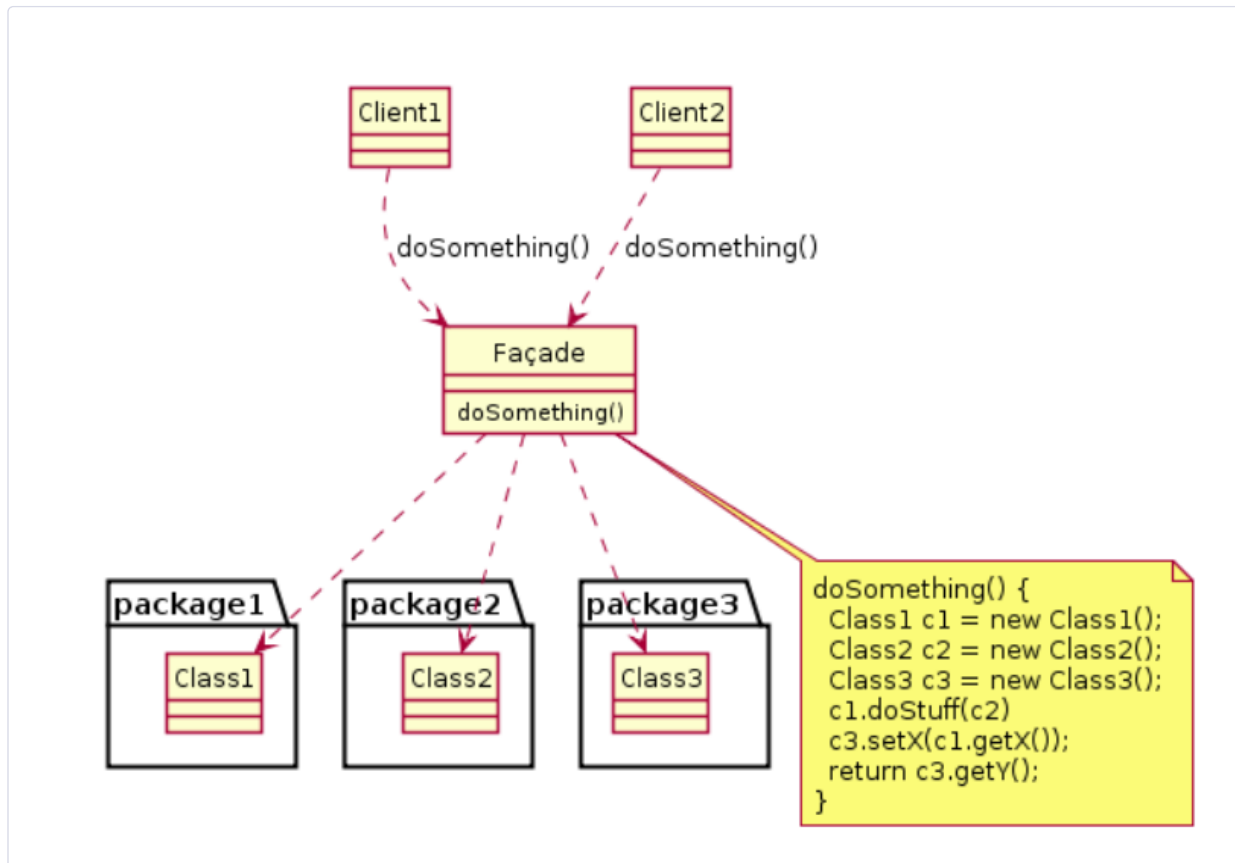 Client1
Client2
doSomething()
doSomething()
Façade
doSomething()
package1
package2
package3
Class1
Class2
Class3
doSomething() {
Class1 c1 = new Class1();
Class2 c2 = new Class2();
Class3 c3 = new Class3();
c1.doStuff(c2)
c3.setX(c1.getX());
return c3.getY();
}